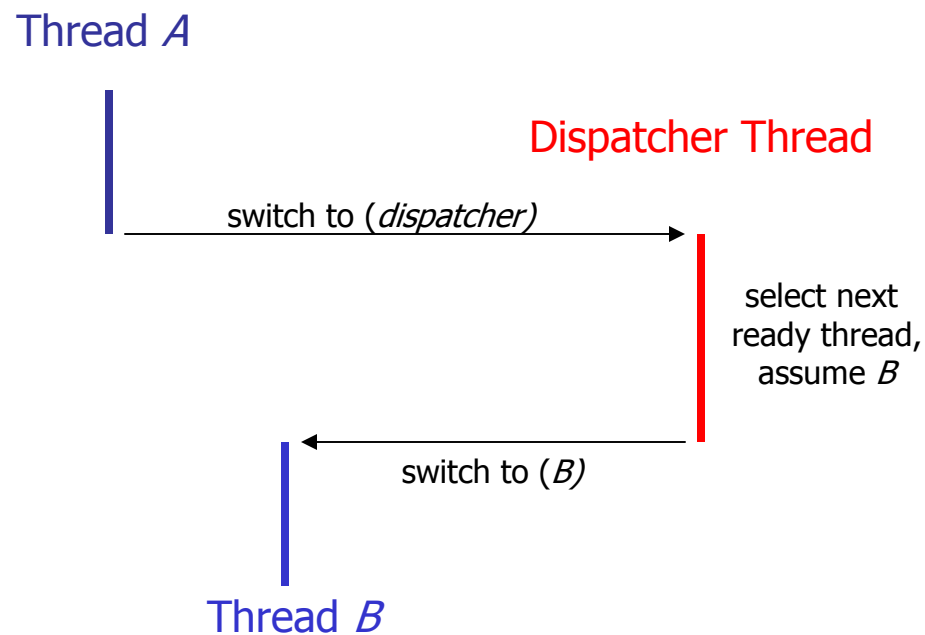 Thread A
Dispatcher Thread
switch to (dispatcher)
select next
ready thread,
assume B
switch to (B)
Thread B